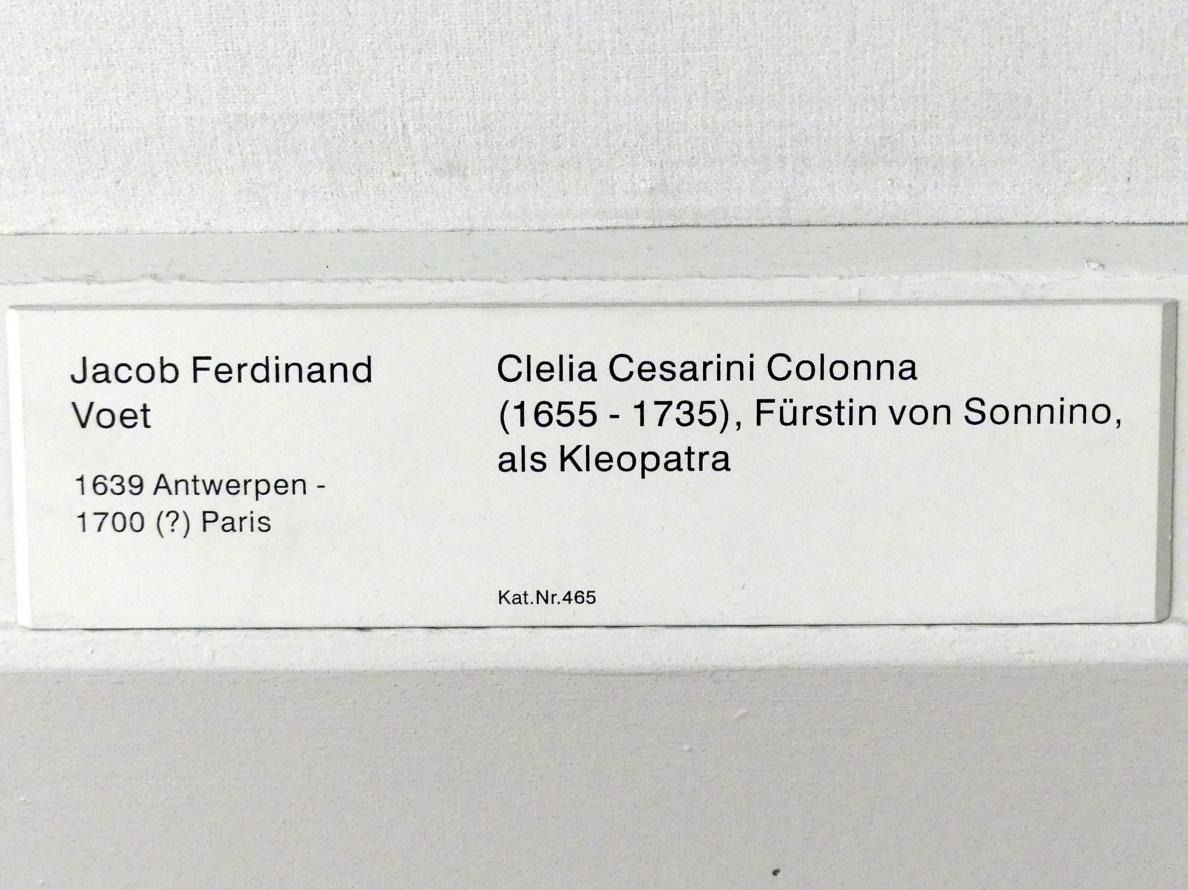 Jacob Ferdinand
Voet
1639 Antwerpen -
1700 (?) Paris
Clelia Cesarini Colonna
(1655 - 1735), Fürstin von Sonnino,
als Kleopatra
Kat.Nr.465